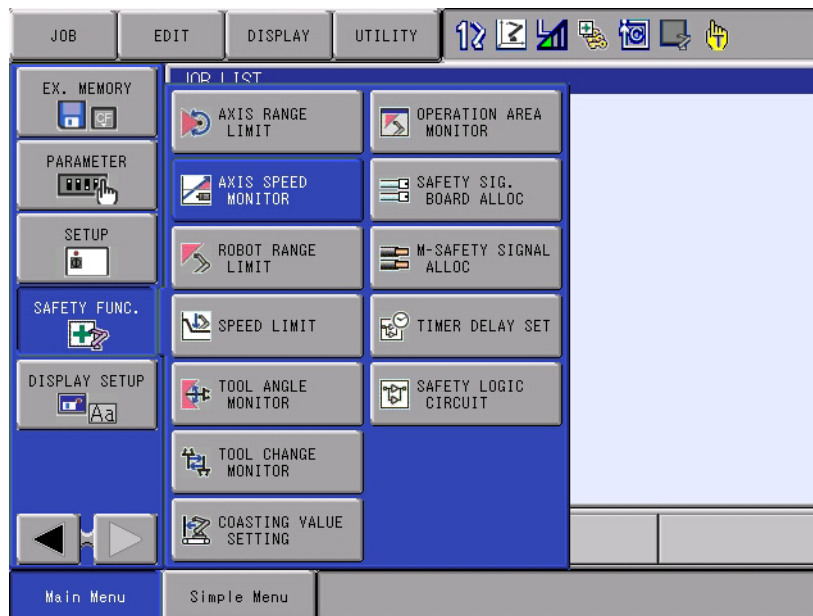 JOB
EDIT
DISPLAY
UTILITY
JOB LIST
EX. MEMORY
CF
PARAMETER
SETUP
SAFETY FUNC.
DISPLAY SETUP
Aa
AXIS RANGE
LIMIT
AXIS SPEED
MONITOR
ROBOT RANGE
LIMIT
SPEED LIMIT
TOOL ANGLE
MONITOR
TOOL CHANGE
MONITOR
COASTING VALUE
SETTING
OPERATION AREA
MONITOR
SAFETY SIG.
BOARD ALLOC
M-SAFETY SIGNAL
ALLOC
TIMER DELAY SET
SAFETY LOGIC
CIRCUIT
Main Menu
Simple Menu